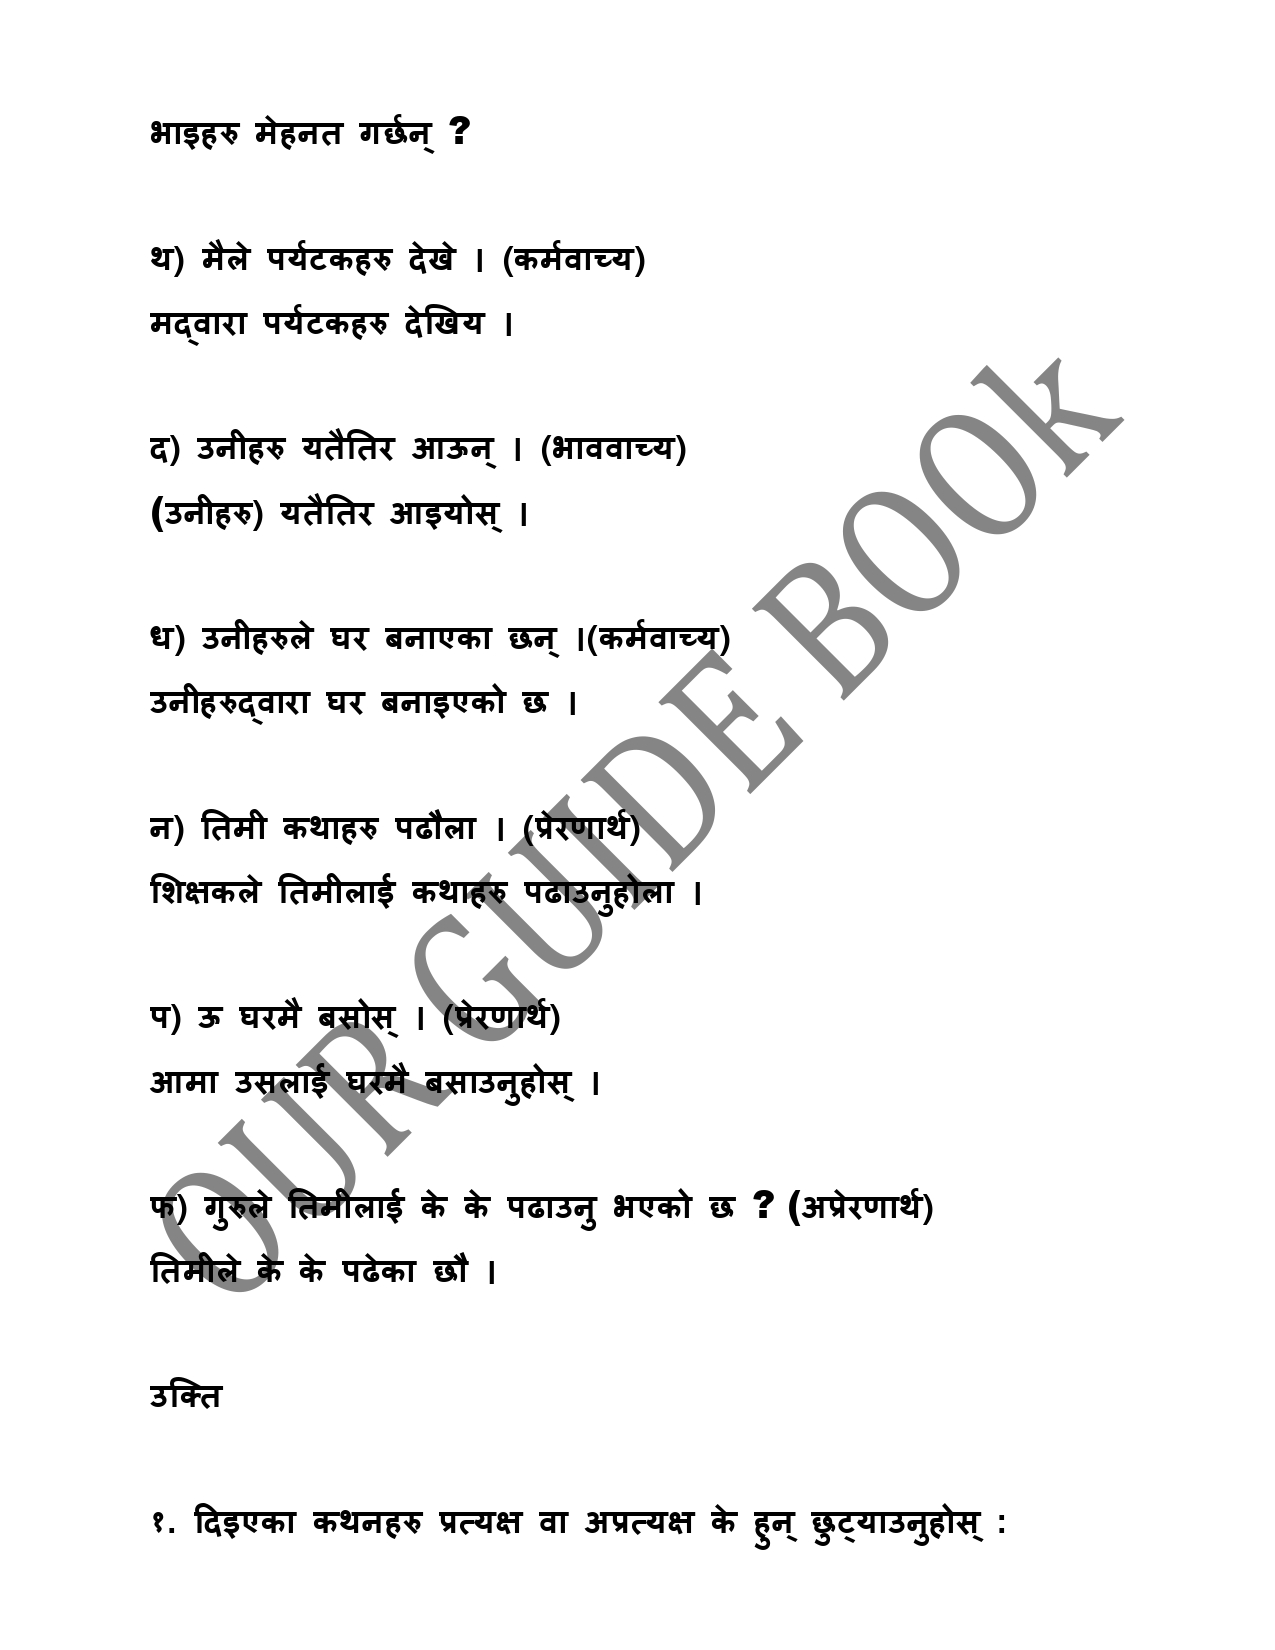 भाइहरु मेहनत गर्छन् ?
थ) मैले पर्यटकहरु देखे । (कर्मवाच्य)
मद्वारा पर्यटकहरु देखिय ।
द) उनीहरु यतैतिर आऊन् । (भाववाच्य)
(उनीहरु) यतैतिर आइयोस् ।
ध) उनीहरुले घर बनाएका छन् ।(कर्मवाच्य)
उनीहरुद्वारा घर बनाइएको छ ।
न) तिमी कथाहरु पढौला । (प्रेरणार्थ)
शिक्षकले तिमीलाई कथाहरु पढाउनुहोला ।
प) ऊ घरमै बसोस् । (प्रेरणार्थ)
आमा उसलाई घरमै बसाउनुहोस् ।
फ) गुरुले तिमीलाई के के पढाउनु भएको छ ? (अप्रेरणार्थ)
तिमीले के के पढेका छौ ।
उक्ति
१. दिइएका कथनहरु प्रत्यक्ष वा अप्रत्यक्ष के हुन् छुट्याउनुहोस् :
OUR GUIDE BOOk